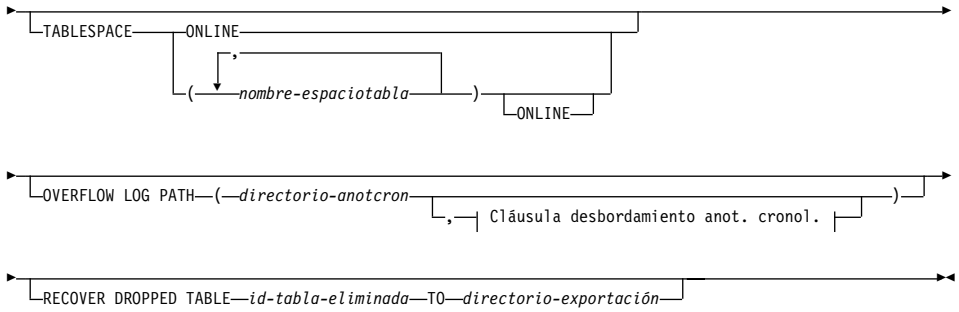 TABLESPACE ONLINE
,
( nombre-espaciotabla )
ONLINE
OVERFLOW LOG PATH ( directorio-anotcron )
, Cláusula desbordamiento anot. cronol.
RECOVER DROPPED TABLE id-tabla-eliminada TO directorio-exportación